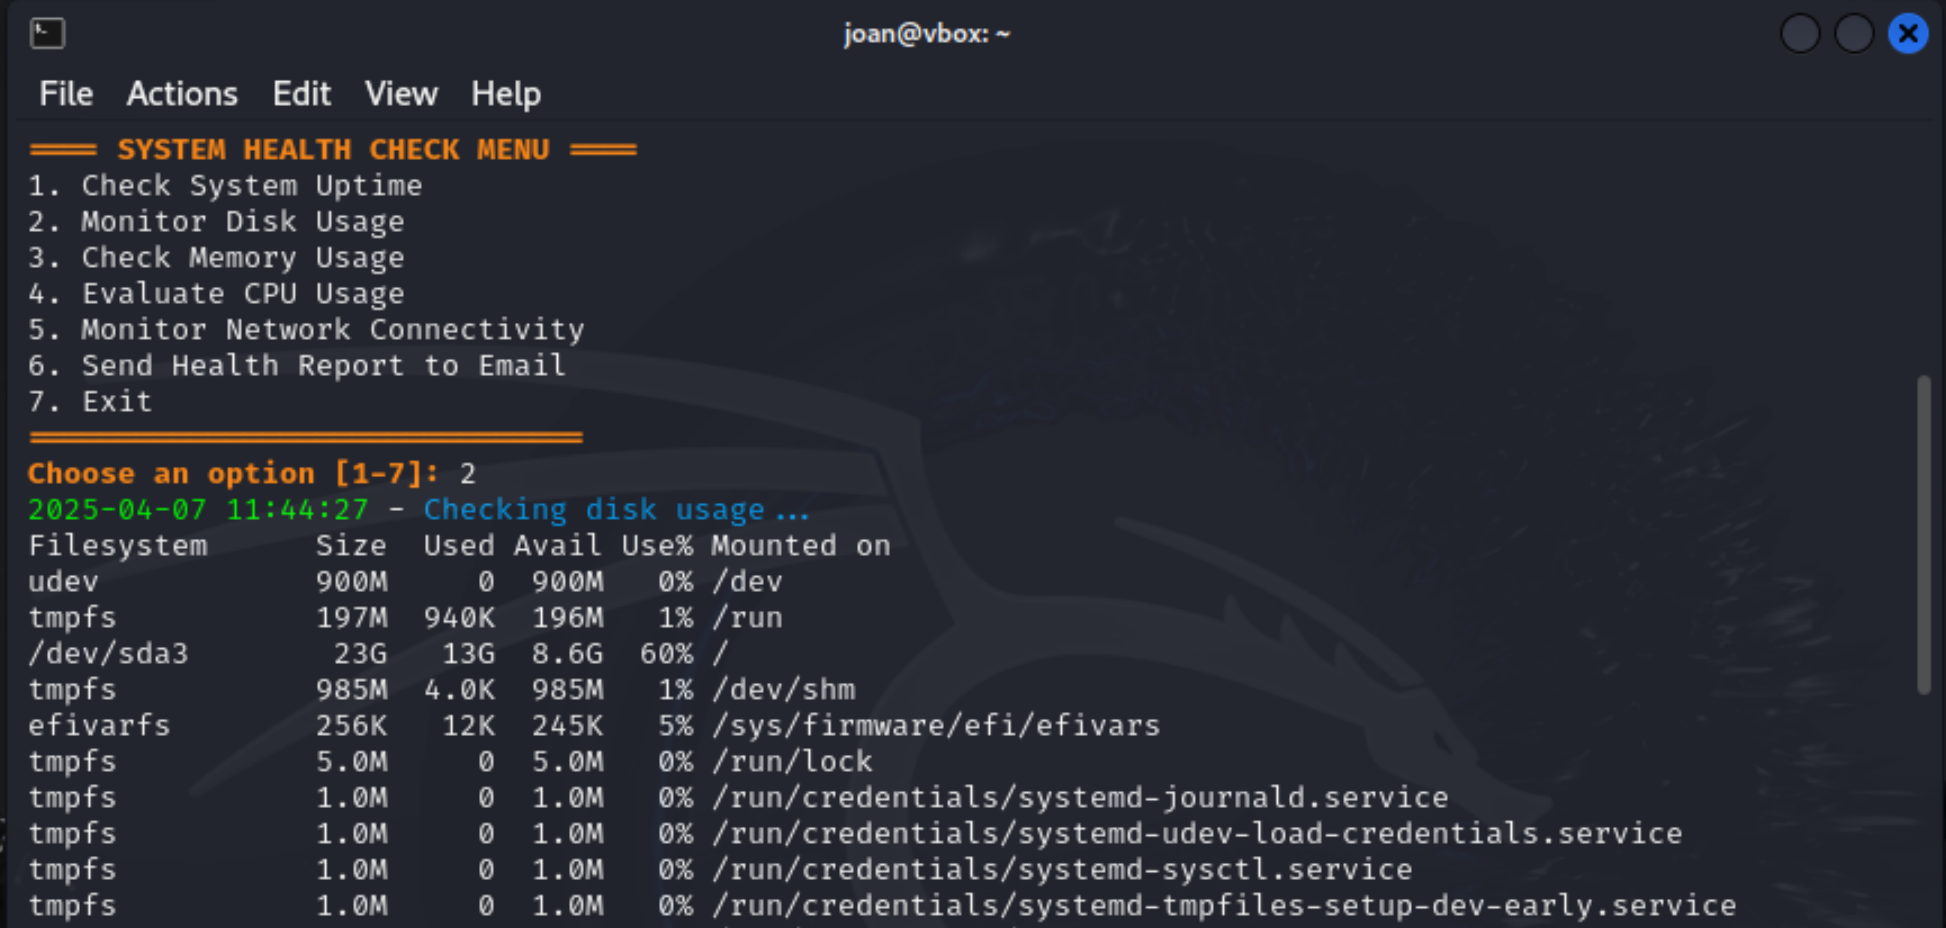 joan@vbox: ~
File Actions Edit View Help
==== SYSTEM HEALTH CHECK MENU ====
1. Check System Uptime
2. Monitor Disk Usage
3. Check Memory Usage
4. Evaluate CPU Usage
5. Monitor Network Connectivity
6. Send Health Report to Email
7. Exit
===============================
Choose an option [1-7]: 2
2025-04-07 11:44:27 - Checking disk usage...
Filesystem      Size  Used Avail Use% Mounted on
udev            900M     0  900M   0% /dev
tmpfs           197M  940K  196M   1% /run
/dev/sda3        23G   13G  8.6G  60% /
tmpfs           985M  4.0K  985M   1% /dev/shm
efivarfs        256K   12K  245K   5% /sys/firmware/efi/efivars
tmpfs           5.0M     0  5.0M   0% /run/lock
tmpfs           1.0M     0  1.0M   0% /run/credentials/systemd-journald.service
tmpfs           1.0M     0  1.0M   0% /run/credentials/systemd-udev-load-credentials.service
tmpfs           1.0M     0  1.0M   0% /run/credentials/systemd-sysctl.service
tmpfs           1.0M     0  1.0M   0% /run/credentials/systemd-tmpfiles-setup-dev-early.service